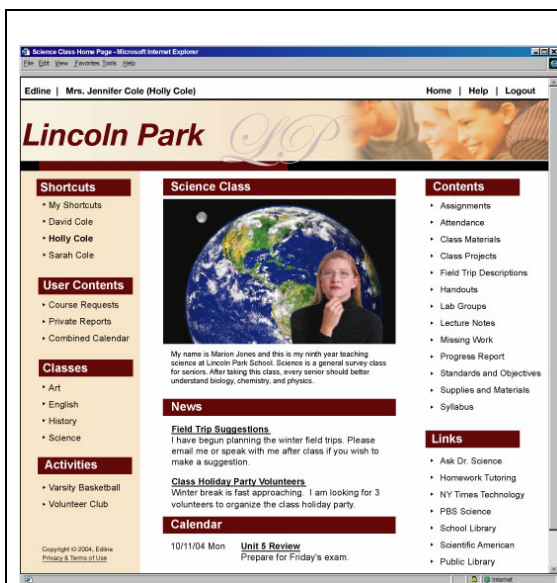 Science Class Home Page - Microsoft Internet Explorer
File Edit View Favorites Tools Help
Edline | Mrs. Jennifer Cole (Holly Cole)
Home | Help | Logout
Lincoln Park
LP
Shortcuts
My Shortcuts
David Cole
Holly Cole
Sarah Cole
User Contents
Course Requests
Private Reports
Combined Calendar
Classes
Art
English
History
Science
Activities
Varsity Basketball
Volunteer Club
Copyright © 2004, Edline
Privacy & Terms of Use
Science Class
My name is Marion Jones and this is my ninth year teaching
science at Lincoln Park School. Science is a general survey class
for seniors. After taking this class, every senior should better
understand biology, chemistry, and physics.
News
Field Trip Suggestions
I have begun planning the winter field trips. Please
email me or speak with me after class if you wish to
make a suggestion.
Class Holiday Party Volunteers
Winter break is fast approaching. I am looking for 3
volunteers to organize the class holiday party.
Calendar
10/11/04 Mon Unit 5 Review
Prepare for Friday's exam.
Contents
Assignments
Attendance
Class Materials
Class Projects
Field Trip Descriptions
Handouts
Lab Groups
Lecture Notes
Missing Work
Progress Report
Standards and Objectives
Supplies and Materials
Syllabus
Links
Ask Dr. Science
Homework Tutoring
NY Times Technology
PBS Science
School Library
Scientific American
Public Library
Internet